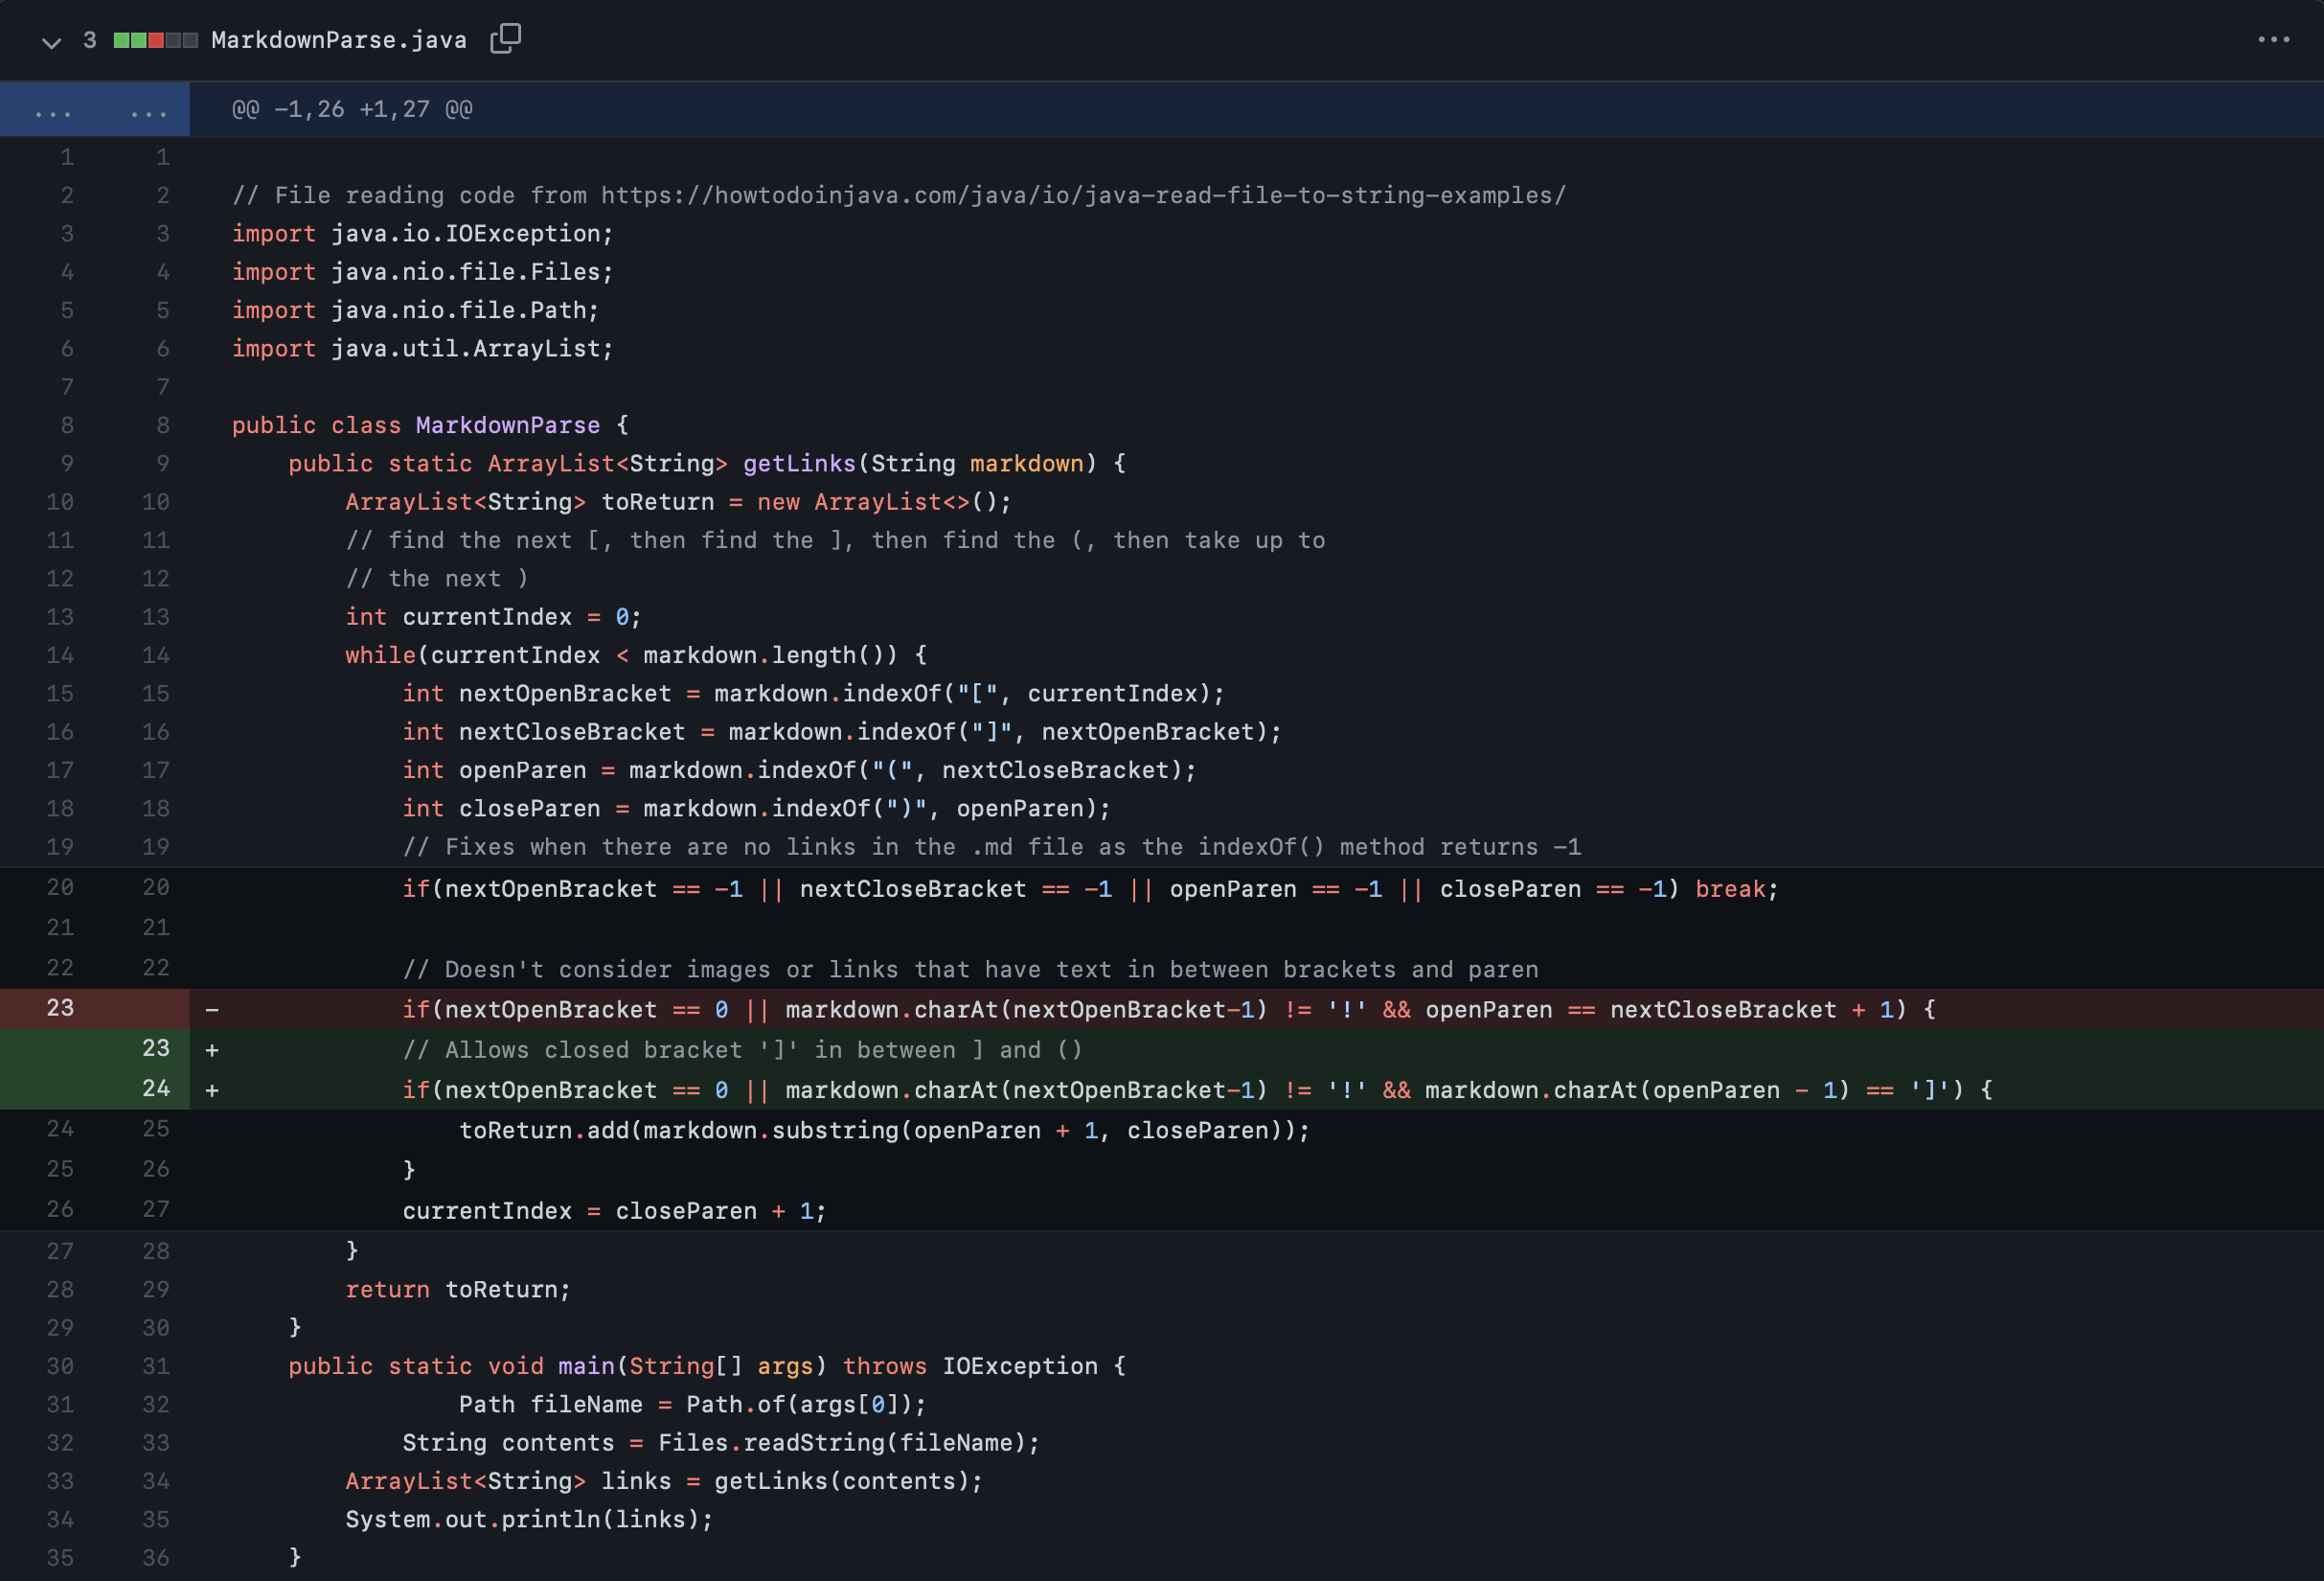 3 MarkdownParse.java ...
... ... @@ -1,26 +1,27 @@
1 1
2 2 // File reading code from https://howtodoinjava.com/java/io/java-read-file-to-string-examples/
3 3 import java.io.IOException;
4 4 import java.nio.file.Files;
5 5 import java.nio.file.Path;
6 6 import java.util.ArrayList;
7 7
8 8 public class MarkdownParse {
9 9     public static ArrayList<String> getLinks(String markdown) {
10 10         ArrayList<String> toReturn = new ArrayList<>();
11 11         // find the next [, then find the ], then find the (, then take up to
12 12         // the next )
13 13         int currentIndex = 0;
14 14         while(currentIndex < markdown.length()) {
15 15             int nextOpenBracket = markdown.indexOf("[", currentIndex);
16 16             int nextCloseBracket = markdown.indexOf("]", nextOpenBracket);
17 17             int openParen = markdown.indexOf("(", nextCloseBracket);
18 18             int closeParen = markdown.indexOf(")", openParen);
19 19             // Fixes when there are no links in the .md file as the indexOf() method returns -1
20 20             if(nextOpenBracket == -1 || nextCloseBracket == -1 || openParen == -1 || closeParen == -1) break;
21 21
22 22             // Doesn't consider images or links that have text in between brackets and paren
23 -             if(nextOpenBracket == 0 || markdown.charAt(nextOpenBracket-1) != '!' && openParen == nextCloseBracket + 1) {
23 +             // Allows closed bracket ']' in between ] and ()
24 +             if(nextOpenBracket == 0 || markdown.charAt(nextOpenBracket-1) != '!' && markdown.charAt(openParen - 1) == ']') {
24 25                 toReturn.add(markdown.substring(openParen + 1, closeParen));
25 26             }
26 27             currentIndex = closeParen + 1;
27 28         }
28 29         return toReturn;
29 30     }
30 31     public static void main(String[] args) throws IOException {
31 32                 Path fileName = Path.of(args[0]);
32 33             String contents = Files.readString(fileName);
33 34         ArrayList<String> links = getLinks(contents);
34 35         System.out.println(links);
35 36     }